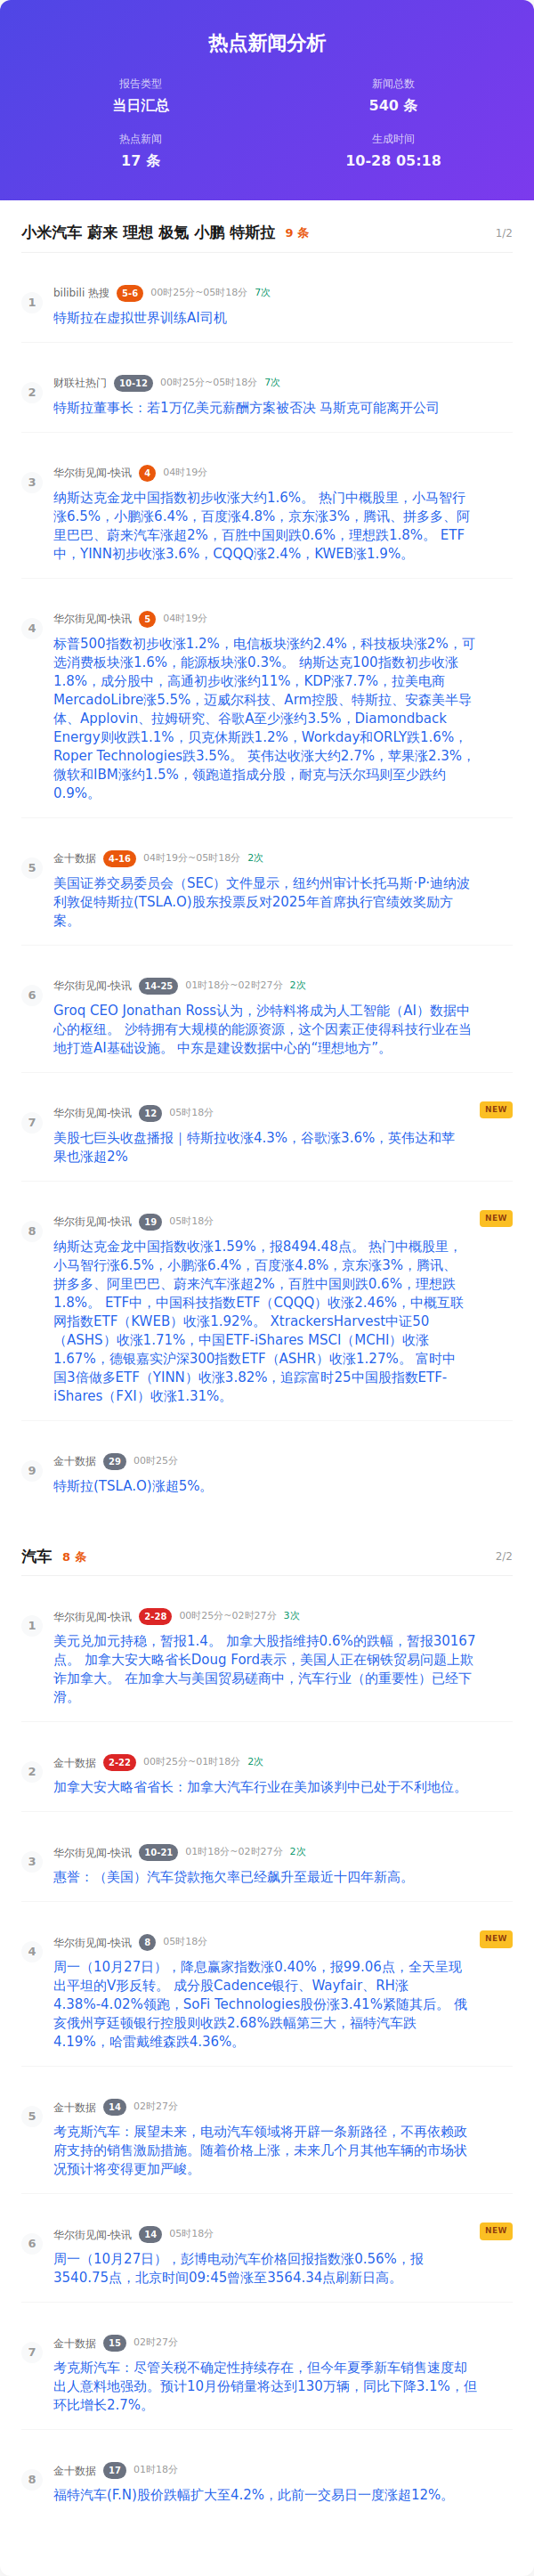 热点新闻分析
报告类型
当日汇总
新闻总数
540 条
热点新闻
17 条
生成时间
10-28 05:18
小米汽车 蔚来 理想 极氪 小鹏 特斯拉 9 条 1/2
1
bilibili 热搜 5-6 00时25分~05时18分 7次
特斯拉在虚拟世界训练AI司机
2
财联社热门 10-12 00时25分~05时18分 7次
特斯拉董事长：若1万亿美元薪酬方案被否决 马斯克可能离开公司
3
华尔街见闻-快讯 4 04时19分
纳斯达克金龙中国指数初步收涨大约1.6%。 热门中概股里，小马智行
涨6.5%，小鹏涨6.4%，百度涨4.8%，京东涨3%，腾讯、拼多多、阿
里巴巴、蔚来汽车涨超2%，百胜中国则跌0.6%，理想跌1.8%。 ETF
中，YINN初步收涨3.6%，CQQQ涨2.4%，KWEB涨1.9%。
4
华尔街见闻-快讯 5 04时19分
标普500指数初步收涨1.2%，电信板块涨约2.4%，科技板块涨2%，可
选消费板块涨1.6%，能源板块涨0.3%。 纳斯达克100指数初步收涨
1.8%，成分股中，高通初步收涨约11%，KDP涨7.7%，拉美电商
MercadoLibre涨5.5%，迈威尔科技、Arm控股、特斯拉、安森美半导
体、Applovin、拉姆研究、谷歌A至少涨约3.5%，Diamondback
Energy则收跌1.1%，贝克休斯跌1.2%，Workday和ORLY跌1.6%，
Roper Technologies跌3.5%。 英伟达收涨大约2.7%，苹果涨2.3%，
微软和IBM涨约1.5%，领跑道指成分股，耐克与沃尔玛则至少跌约
0.9%。
5
金十数据 4-16 04时19分~05时18分 2次
美国证券交易委员会（SEC）文件显示，纽约州审计长托马斯·P·迪纳波
利敦促特斯拉(TSLA.O)股东投票反对2025年首席执行官绩效奖励方
案。
6
华尔街见闻-快讯 14-25 01时18分~02时27分 2次
Groq CEO Jonathan Ross认为，沙特料将成为人工智能（AI）数据中
心的枢纽。 沙特拥有大规模的能源资源，这个因素正使得科技行业在当
地打造AI基础设施。 中东是建设数据中心的“理想地方”。
7
华尔街见闻-快讯 12 05时18分 NEW
美股七巨头收盘播报｜特斯拉收涨4.3%，谷歌涨3.6%，英伟达和苹
果也涨超2%
8
华尔街见闻-快讯 19 05时18分 NEW
纳斯达克金龙中国指数收涨1.59%，报8494.48点。 热门中概股里，
小马智行涨6.5%，小鹏涨6.4%，百度涨4.8%，京东涨3%，腾讯、
拼多多、阿里巴巴、蔚来汽车涨超2%，百胜中国则跌0.6%，理想跌
1.8%。 ETF中，中国科技指数ETF（CQQQ）收涨2.46%，中概互联
网指数ETF（KWEB）收涨1.92%。 XtrackersHarvest中证50
（ASHS）收涨1.71%，中国ETF-iShares MSCI（MCHI）收涨
1.67%，德银嘉实沪深300指数ETF（ASHR）收涨1.27%。 富时中
国3倍做多ETF（YINN）收涨3.82%，追踪富时25中国股指数ETF-
iShares（FXI）收涨1.31%。
9
金十数据 29 00时25分
特斯拉(TSLA.O)涨超5%。
汽车 8 条 2/2
1
华尔街见闻-快讯 2-28 00时25分~02时27分 3次
美元兑加元持稳，暂报1.4。 加拿大股指维持0.6%的跌幅，暂报30167
点。 加拿大安大略省长Doug Ford表示，美国人正在钢铁贸易问题上欺
诈加拿大。 在加拿大与美国贸易磋商中，汽车行业（的重要性）已经下
滑。
2
金十数据 2-22 00时25分~01时18分 2次
加拿大安大略省省长：加拿大汽车行业在美加谈判中已处于不利地位。
3
华尔街见闻-快讯 10-21 01时18分~02时27分 2次
惠誉：（美国）汽车贷款拖欠率已经飙升至最近十四年新高。
4
华尔街见闻-快讯 8 05时18分 NEW
周一（10月27日），降息赢家指数涨0.40%，报99.06点，全天呈现
出平坦的V形反转。 成分股Cadence银行、Wayfair、RH涨
4.38%-4.02%领跑，SoFi Technologies股份涨3.41%紧随其后。 俄
亥俄州亨廷顿银行控股则收跌2.68%跌幅第三大，福特汽车跌
4.19%，哈雷戴维森跌4.36%。
5
金十数据 14 02时27分
考克斯汽车：展望未来，电动汽车领域将开辟一条新路径，不再依赖政
府支持的销售激励措施。随着价格上涨，未来几个月其他车辆的市场状
况预计将变得更加严峻。
6
华尔街见闻-快讯 14 05时18分 NEW
周一（10月27日），彭博电动汽车价格回报指数涨0.56%，报
3540.75点，北京时间09:45曾涨至3564.34点刷新日高。
7
金十数据 15 02时27分
考克斯汽车：尽管关税不确定性持续存在，但今年夏季新车销售速度却
出人意料地强劲。预计10月份销量将达到130万辆，同比下降3.1%，但
环比增长2.7%。
8
金十数据 17 01时18分
福特汽车(F.N)股价跌幅扩大至4.2%，此前一交易日一度涨超12%。